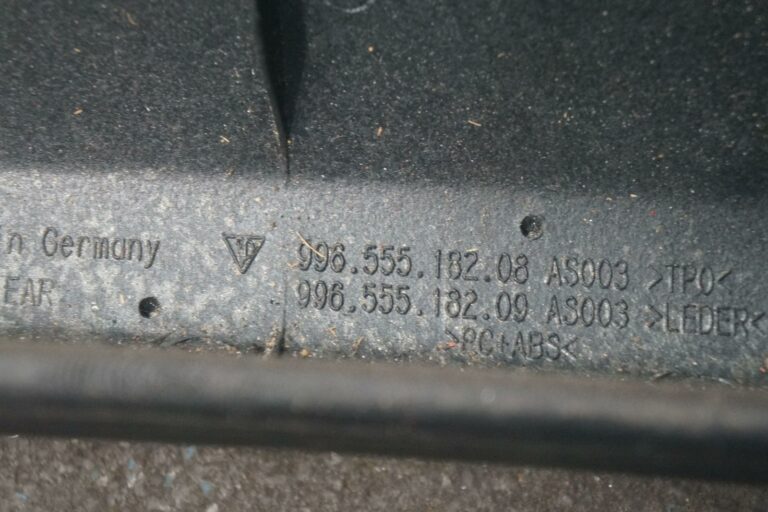 in Germany
EAR
996.555.182.08 AS003 >TPO<
996.555.182.09 AS003 >LEDER<
>PC+ABS<